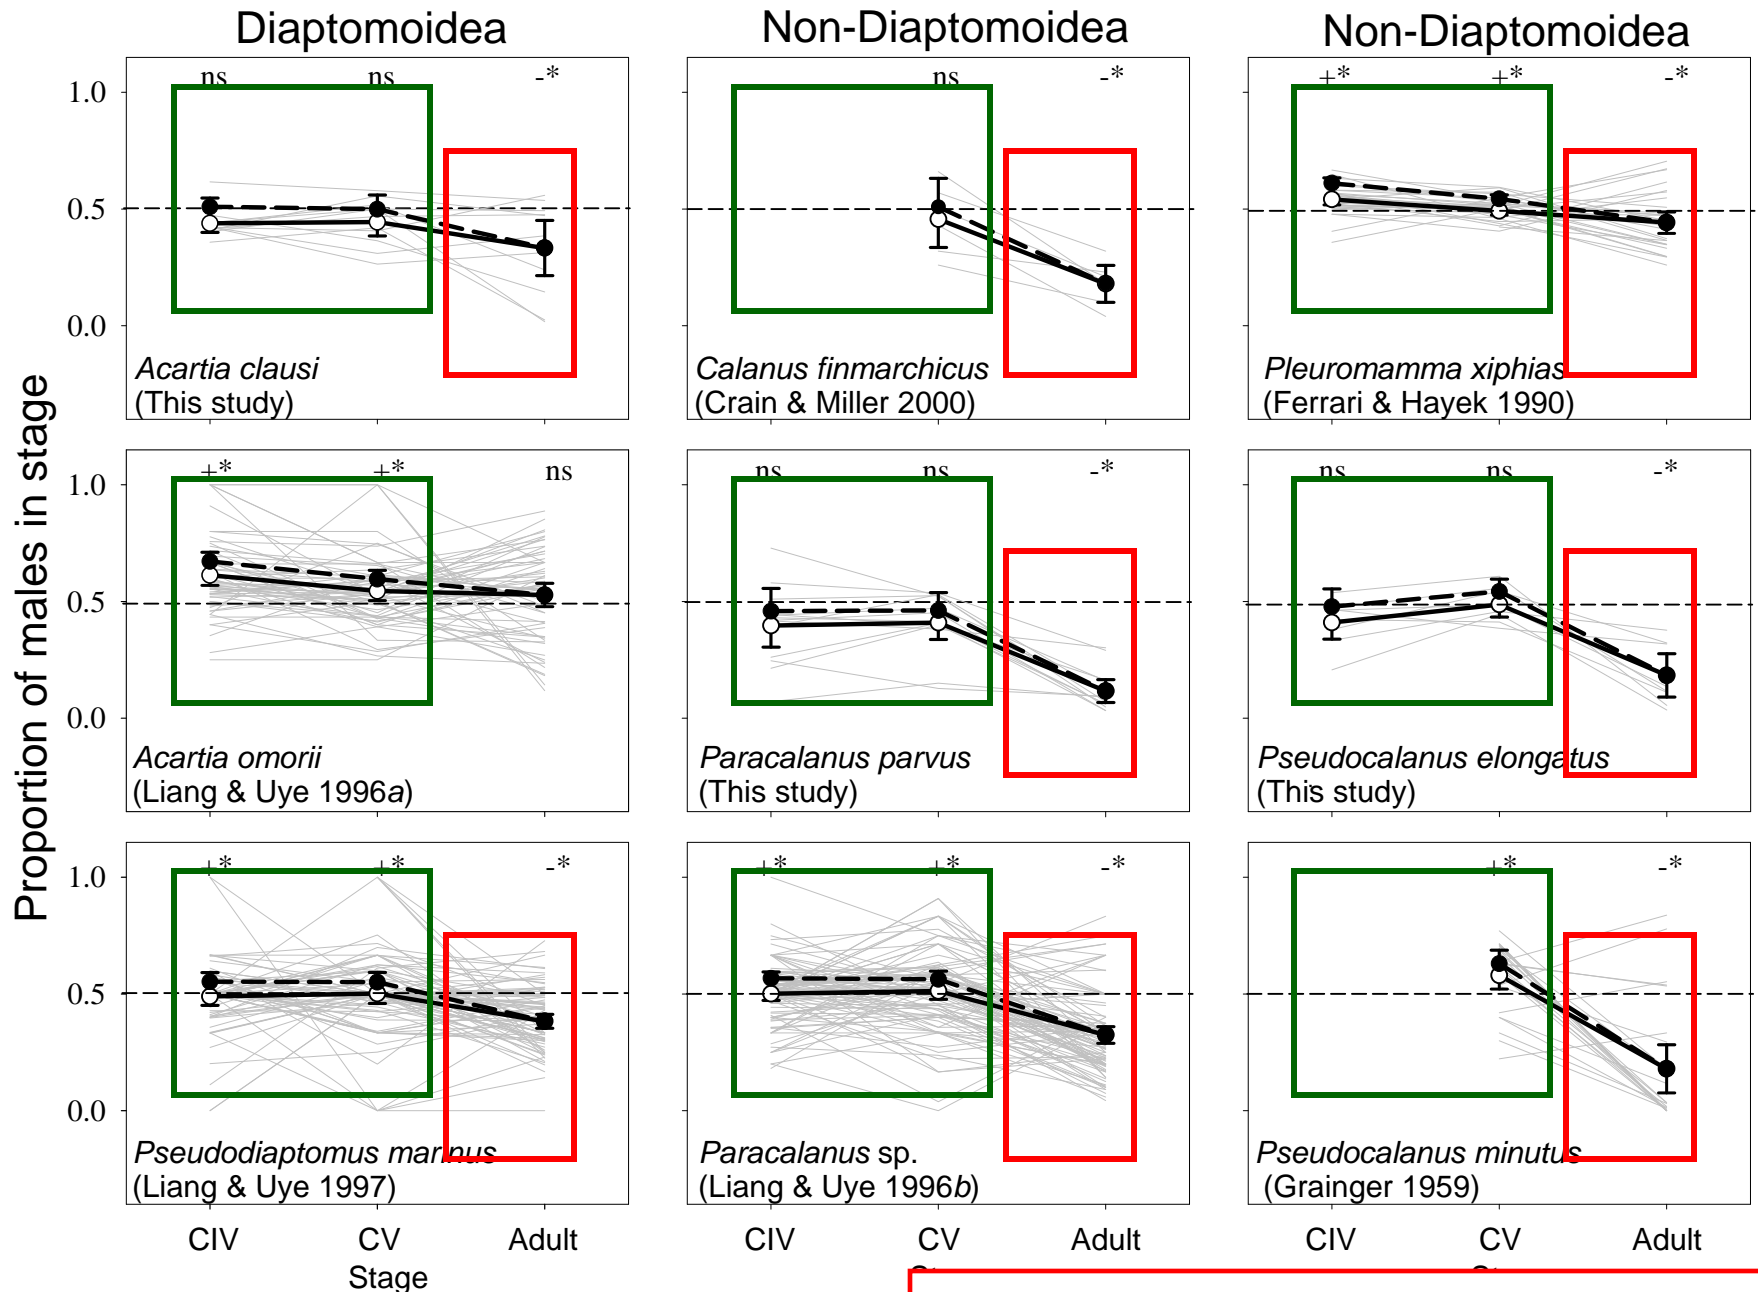 Diaptomoidea Non-Diaptomoidea Non-Diaptomoidea
Proportion of males in stage
1.0
0.5
0.0
ns ns -*
Acartia clausi
(This study)
ns -*
Calanus finmarchicus
(Crain & Miller 2000)
+* +* -*
Pleuromamma xiphias
(Ferrari & Hayek 1990)
1.0
0.5
0.0
+* +* ns
Acartia omorii
(Liang & Uye 1996a)
ns ns -*
Paracalanus parvus
(This study)
ns ns -*
Pseudocalanus elongatus
(This study)
1.0
0.5
0.0
+* +* -*
Pseudodiaptomus marinus
(Liang & Uye 1997)
+* +* -*
Paracalanus sp.
(Liang & Uye 1996b)
+* -*
Pseudocalanus minutus
(Grainger 1959)
CIV CV Adult CIV CV Adult CIV CV Adult
Stage